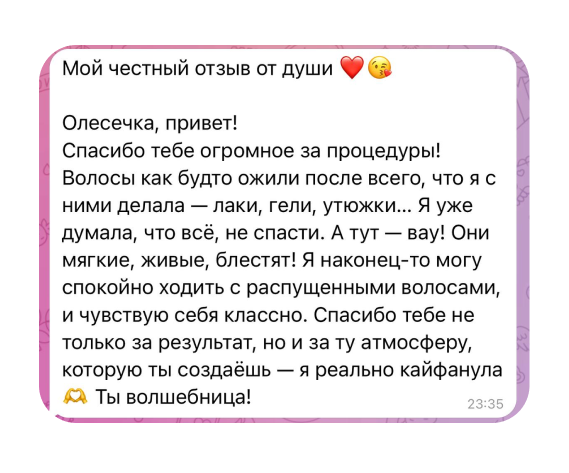 Мой честный отзыв от души ❤️😘
Олесечка, привет!
Спасибо тебе огромное за процедуры!
Волосы как будто ожили после всего, что я с
ними делала — лаки, гели, утюжки... Я уже
думала, что всё, не спасти. А тут — вау! Они
мягкие, живые, блестят! Я наконец-то могу
спокойно ходить с распущенными волосами,
и чувствую себя классно. Спасибо тебе не
только за результат, но и за ту атмосферу,
которую ты создаёшь — я реально кайфанула
🫶 Ты волшебница!
23:35